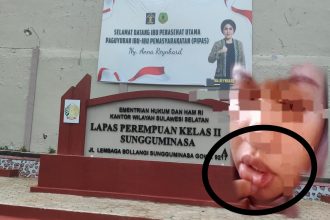 SELAMAT DATANG IBU PENASEHAT UTAMA
PAGUYUBAN IBU-IBU PEMASYARAKATAN (PIPAS)
Ny. Anna Reynhard
EMENTRIAN HUKUM DAN HAM RI
KANTOR WILAYAH SULAWESI SELATAN
LAPAS PEREMPUAN KELAS II
SUNGGUMINASA
JL. LEMBAGA BOLLANGI SUNGGUMINASA GOWA